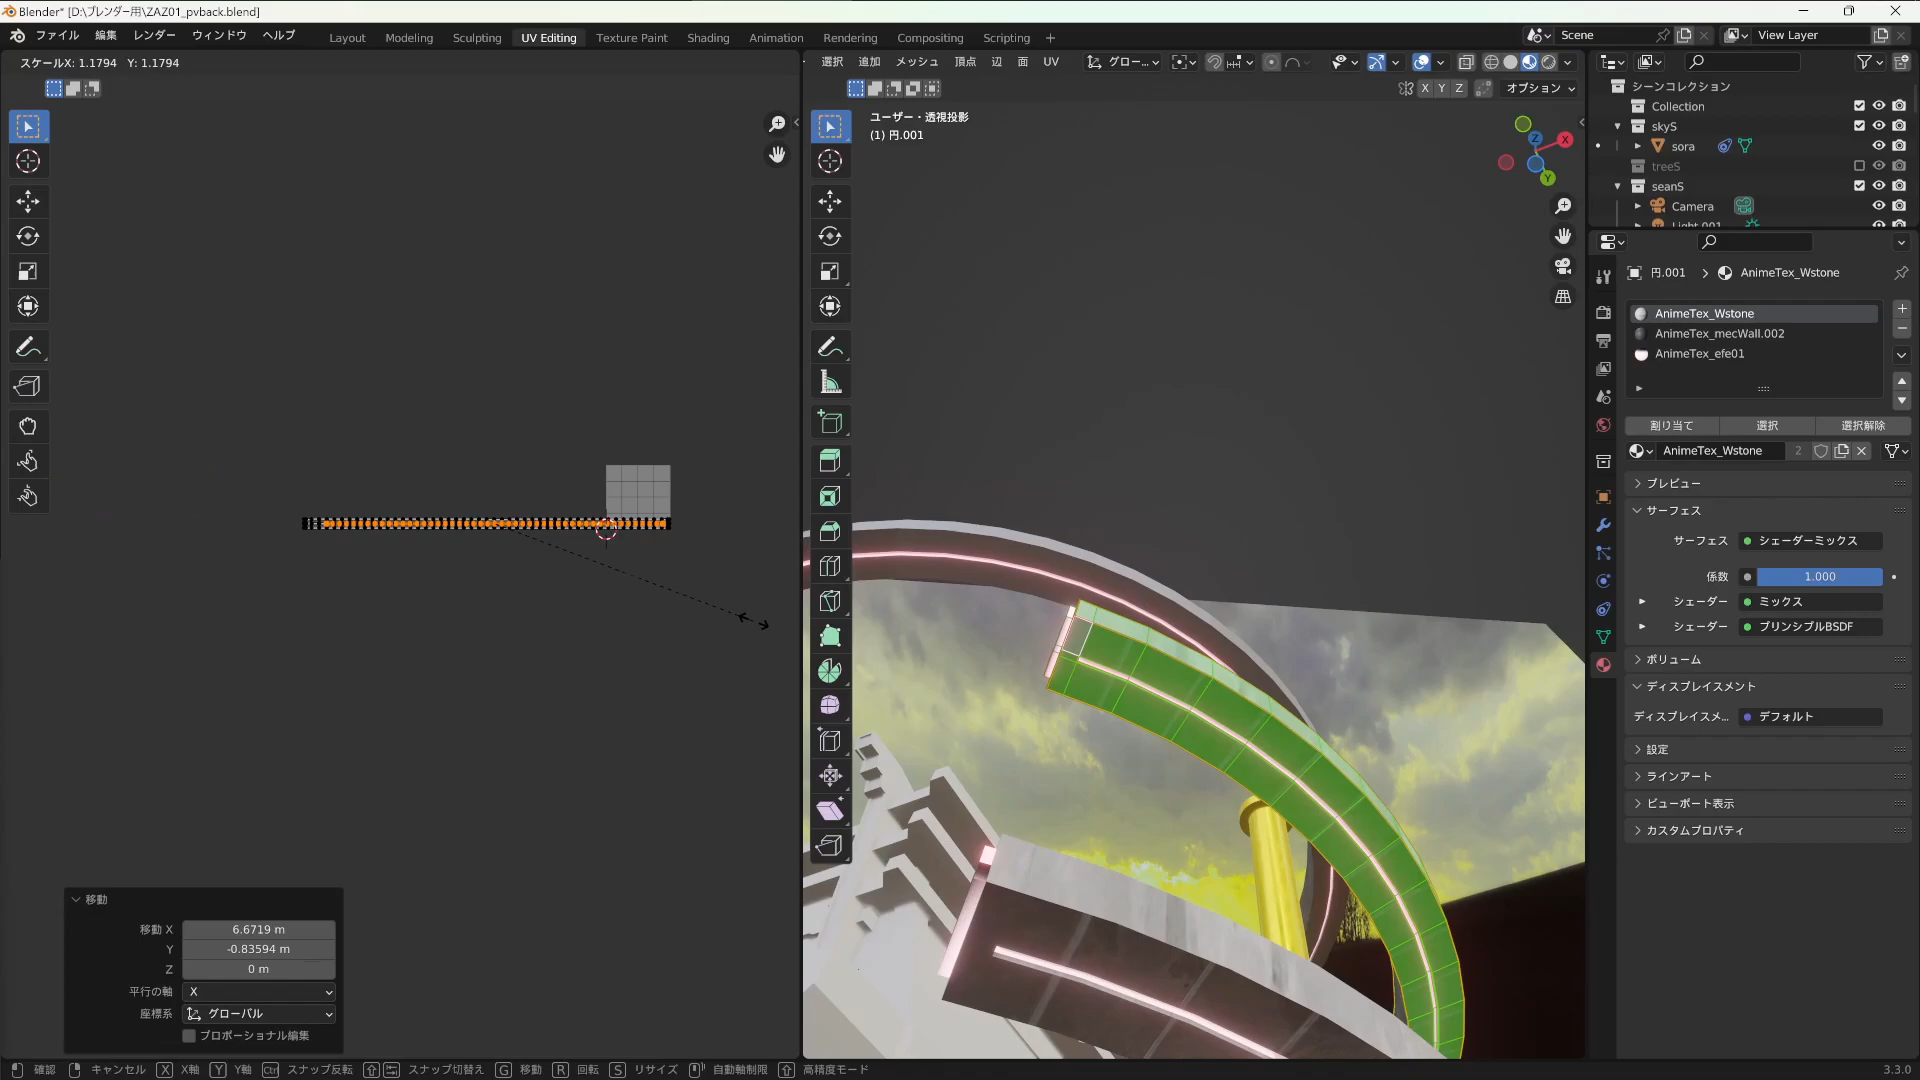 Blender* [D:\ブレンダー用\ZAZ01_pvback.blend]
ファイル 編集 レンダー ウィンドウ ヘルプ Layout Modeling Sculpting UV Editing Texture Paint Shading Animation Rendering Compositing Scripting + Scene View Layer
スケールX: 1.1794 Y: 1.1794
選択 追加 メッシュ 頂点 辺 面 UV グロー...
X Y Z オプション
ユーザー・透視投影
(1) 円.001
X
Z
Y
シーンコレクション
Collection
skyS
sora
treeS
seanS
Camera
Light.001
円.001 AnimeTex_Wstone
AnimeTex_Wstone
AnimeTex_mecWall.002
AnimeTex_efe01
割り当て 選択 選択解除
AnimeTex_Wstone 2
プレビュー
サーフェス
サーフェス シェーダーミックス
係数 1.000
シェーダー ミックス
シェーダー プリンシプルBSDF
ボリューム
ディスプレイスメント
ディスプレイスメ... デフォルト
設定
ラインアート
ビューポート表示
カスタムプロパティ
移動
移動 X 6.6719 m
Y -0.83594 m
Z 0 m
平行の軸 X
座標系 グローバル
プロポーショナル編集
確認 キャンセル X X軸 Y Y軸 Ctrl スナップ反転 スナップ切替え G 移動 R 回転 S リサイズ 自動軸制限 高精度モード 3.3.0